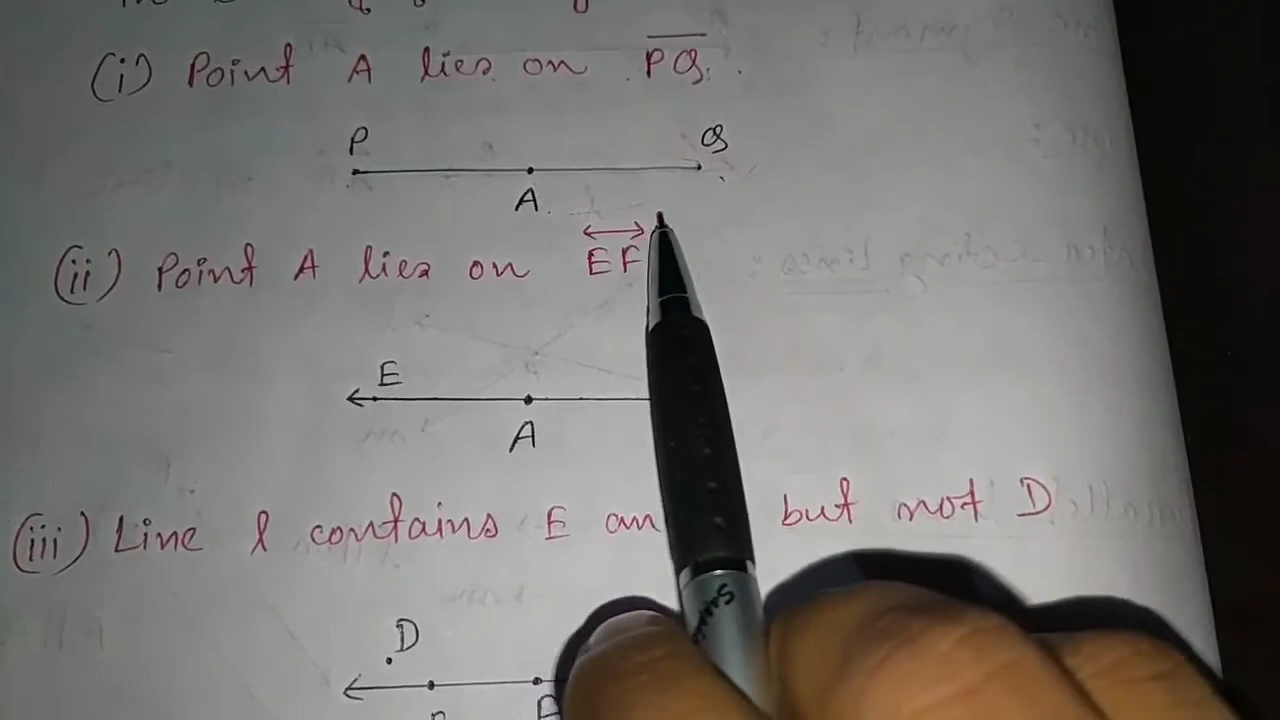 (i) Point A lies on PQ.
P Q
A.
(ii) Point A lies on EF
E
A
(iii) Line l contains E an but not D
.D